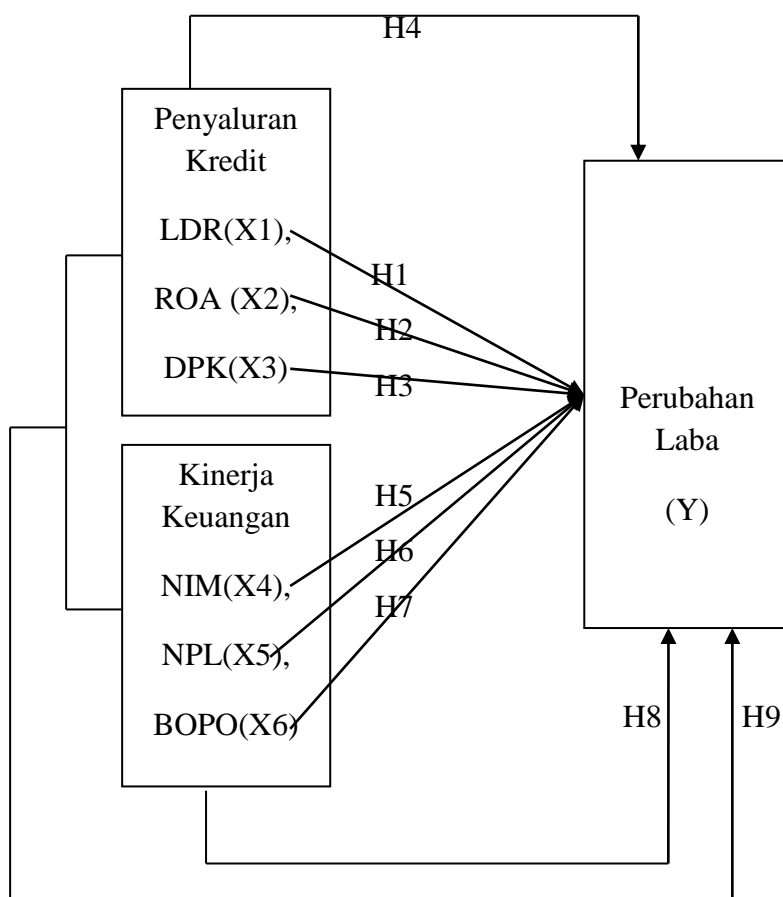 H4
Penyaluran
Kredit
LDR(X1),
ROA (X2),
DPK(X3)
H1
H2
H3
Kinerja
Keuangan
NIM(X4),
NPL(X5),
BOPO(X6)
H5
H6
H7
Perubahan
Laba
(Y)
H8
H9